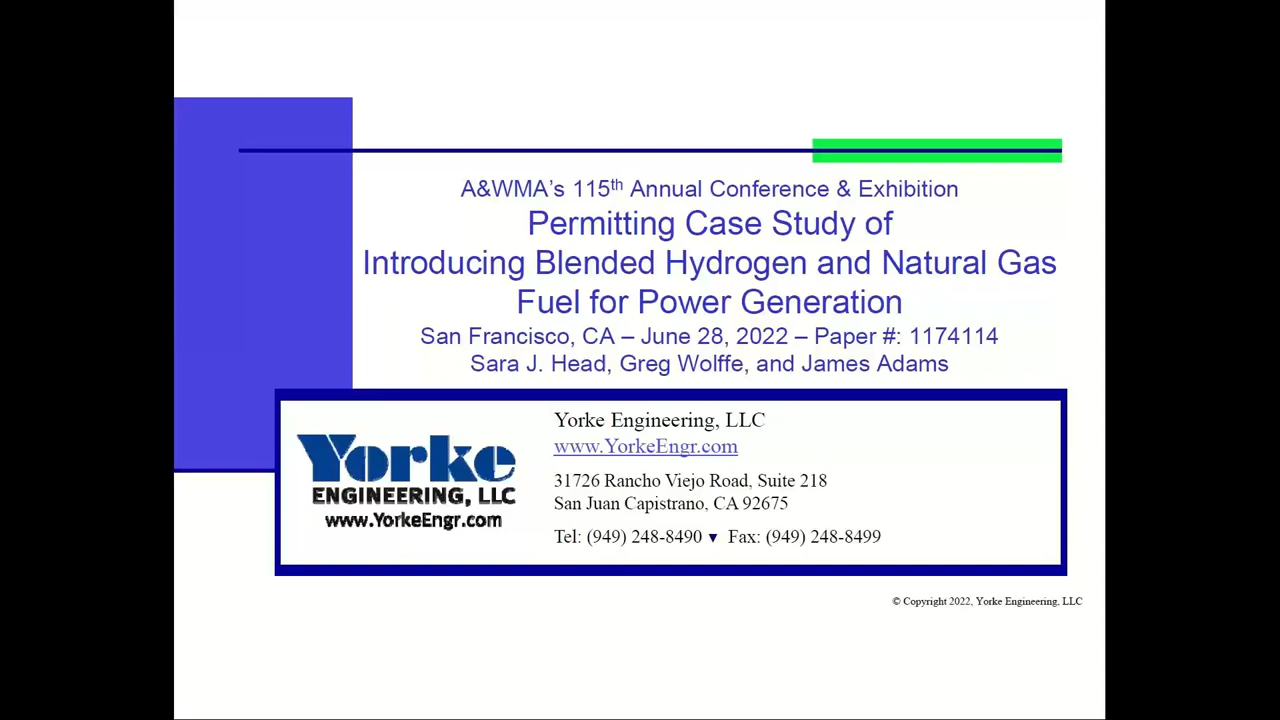 A&WMA's 115th Annual Conference & Exhibition
Permitting Case Study of
Introducing Blended Hydrogen and Natural Gas
Fuel for Power Generation
San Francisco, CA – June 28, 2022 – Paper #: 1174114
Sara J. Head, Greg Wolffe, and James Adams
Yorke
ENGINEERING, LLC
www.YorkeEngr.com
Yorke Engineering, LLC
www.YorkeEngr.com
31726 Rancho Viejo Road, Suite 218
San Juan Capistrano, CA 92675
Tel: (949) 248-8490 ▼ Fax: (949) 248-8499
© Copyright 2022, Yorke Engineering, LLC